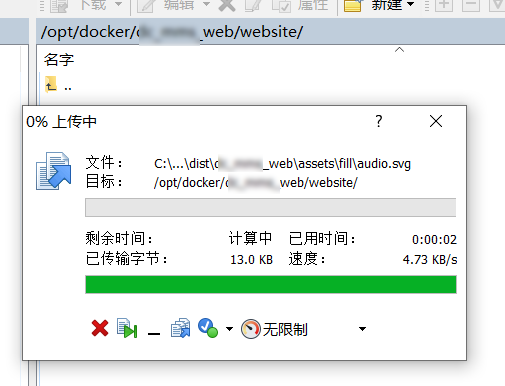 下载 编辑 属性 新建
/opt/docker/ _web/website/
名字
..
0% 上传中 ?
文件： C:\...\dist\ _web\assets\fill\audio.svg
目标： /opt/docker/ _web/website/
剩余时间： 计算中 已用时间： 0:00:02
已传输字节： 13.0 KB 速度： 4.73 KB/s
无限制